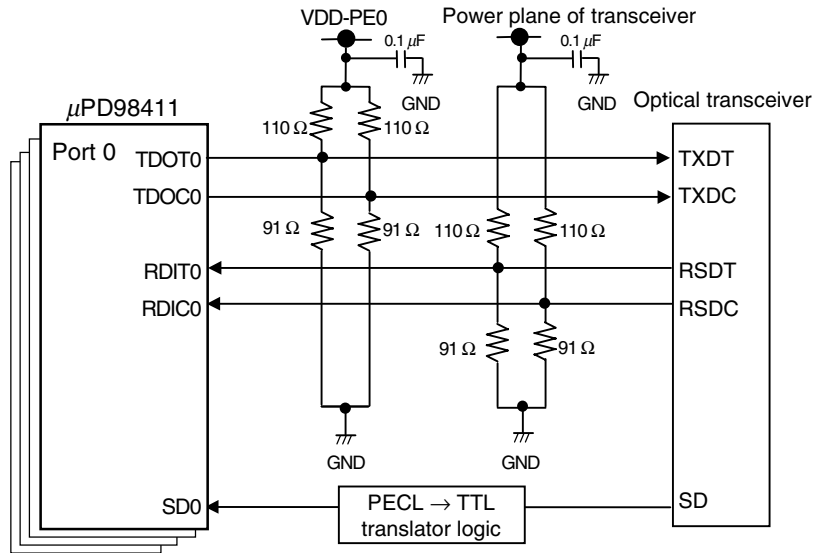 VDD-PE0
Power plane of transceiver
0.1 μF
0.1 μF
GND
GND
μPD98411
Optical transceiver
Port 0
110 Ω
110 Ω
TDOT0
TXDT
TDOC0
TXDC
91 Ω
91 Ω
110 Ω
110 Ω
RDIT0
RSDT
RDIC0
RSDC
91 Ω
91 Ω
GND
GND
SD0
PECL → TTL
translator logic
SD